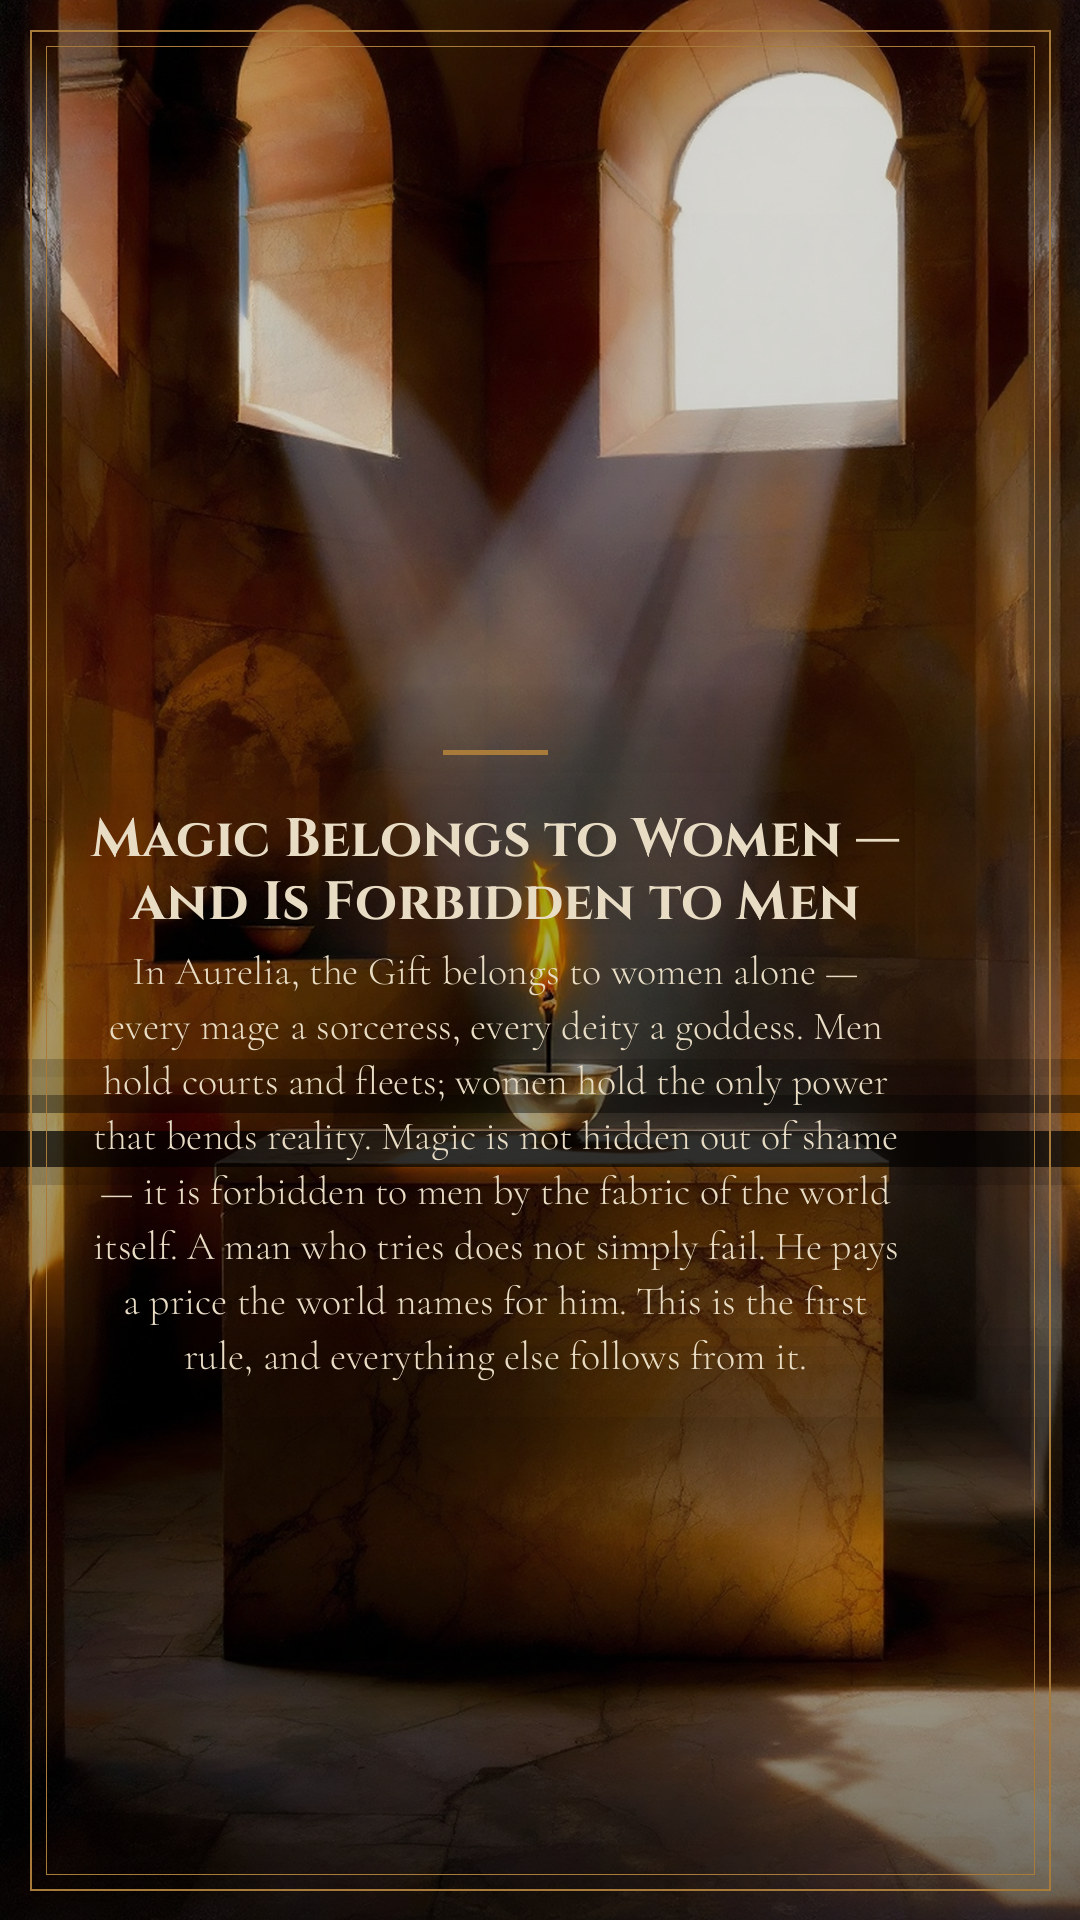 Magic Belongs to Women —
and Is Forbidden to Men
In Aurelia, the Gift belongs to women alone —
every mage a sorceress, every deity a goddess. Men
hold courts and fleets; women hold the only power
that bends reality. Magic is not hidden out of shame
— it is forbidden to men by the fabric of the world
itself. A man who tries does not simply fail. He pays
a price the world names for him. This is the first
rule, and everything else follows from it.